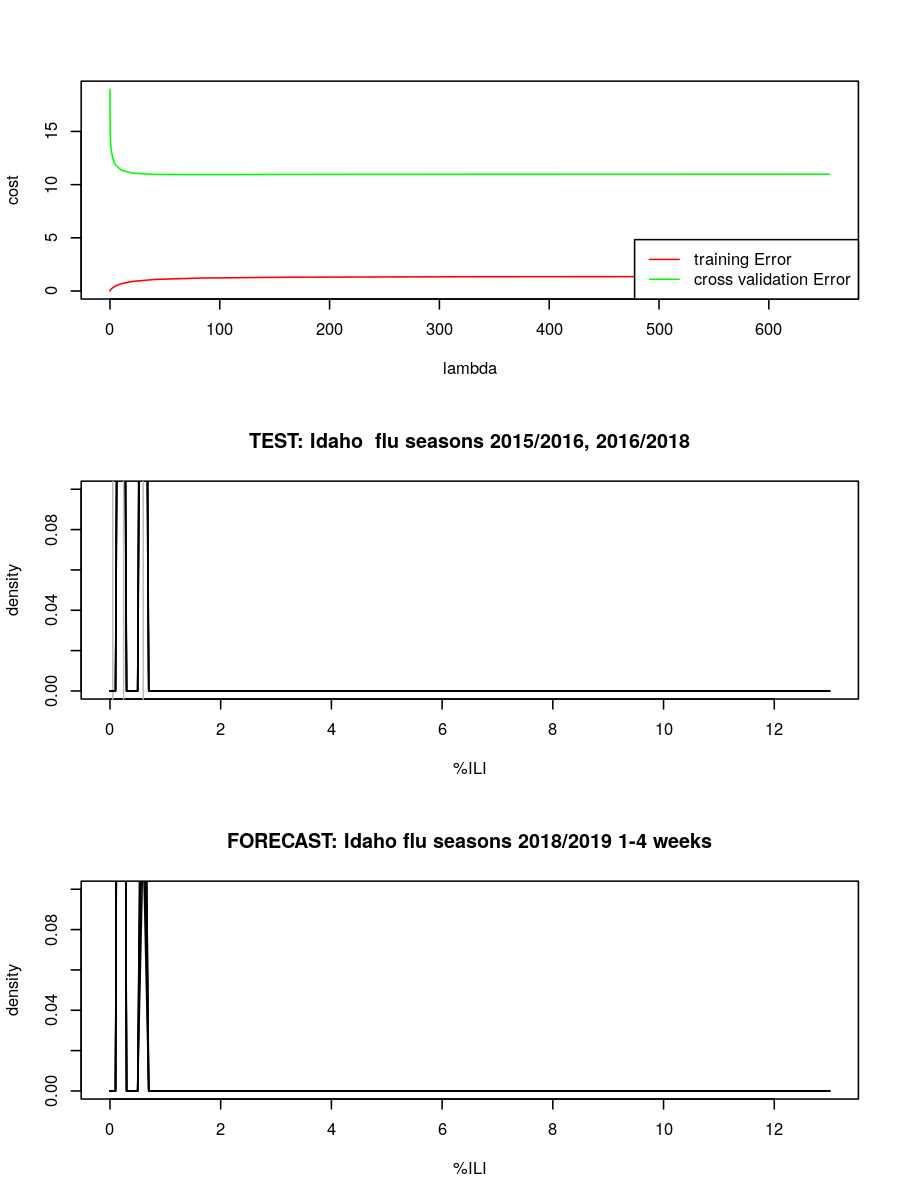 cost
15
10
5
0
training Error
cross validation Error
0 100 200 300 400 500 600
lambda
TEST: Idaho  flu seasons 2015/2016, 2016/2018
density
0.08
0.04
0.00
0 2 4 6 8 10 12
%ILI
FORECAST: Idaho flu seasons 2018/2019 1-4 weeks
density
0.08
0.04
0.00
0 2 4 6 8 10 12
%ILI